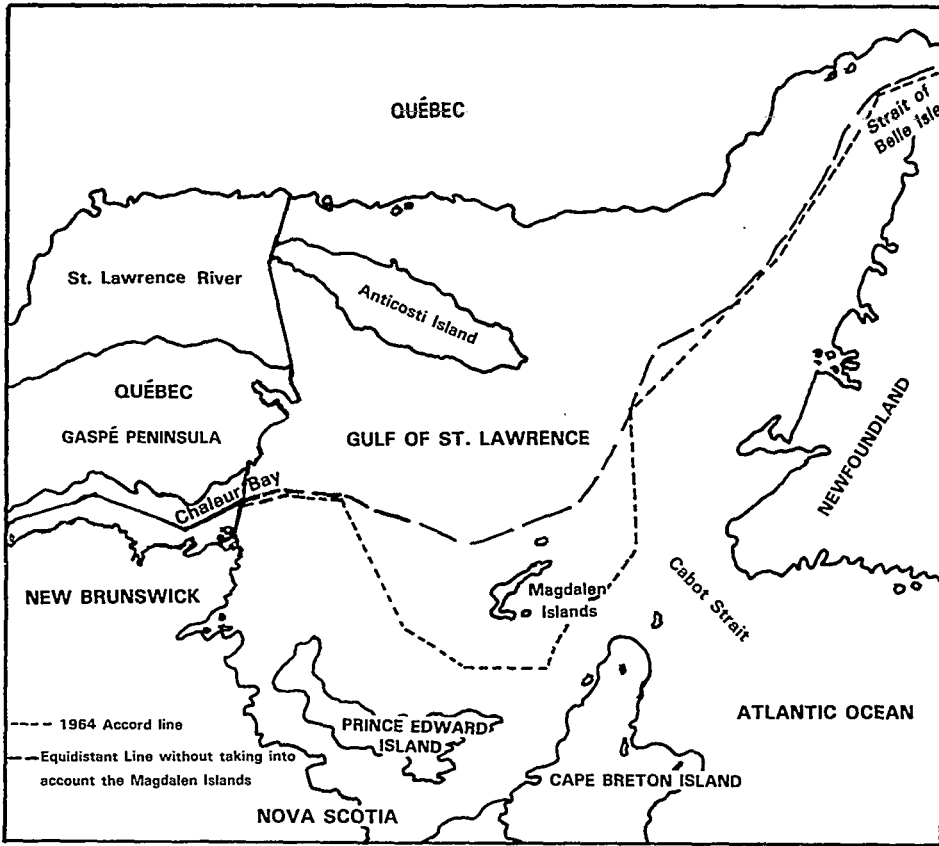 QUÉBEC
Strait of
Belle Isle
St. Lawrence River
Anticosti Island
QUÉBEC
GASPÉ PENINSULA
GULF OF ST. LAWRENCE
NEWFOUNDLAND
Chaleur Bay
NEW BRUNSWICK
Magdalen
Islands
Cabot Strait
ATLANTIC OCEAN
1964 Accord line
PRINCE EDWARD
ISLAND
Equidistant Line without taking into
account the Magdalen Islands
CAPE BRETON ISLAND
NOVA SCOTIA